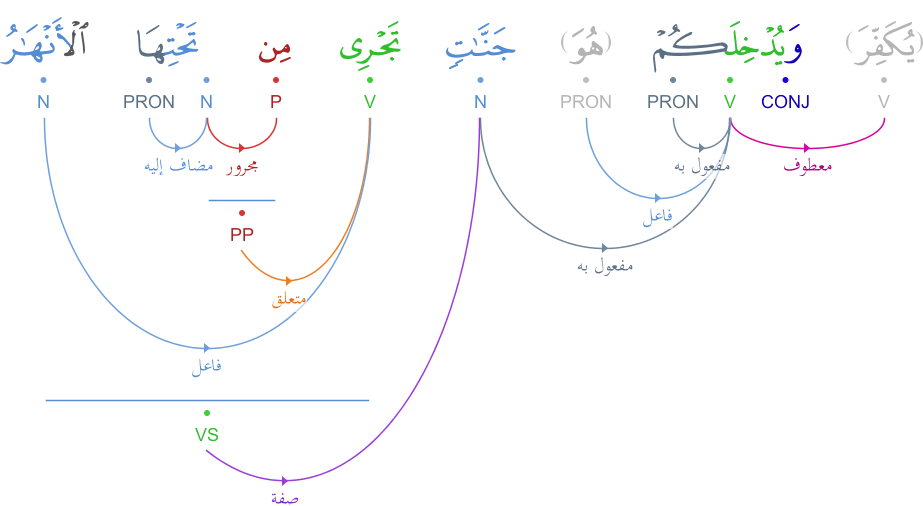 (يُكَفِّرَ) وَيُدْخِلَكُمْ (هُوَ) جَنَّٰتٍ تَجْرِى مِن تَحْتِهَا ٱلْأَنْهَٰرُ
V CONJ V PRON PRON N V P N PRON N
معطوف مفعول به مجرور مضاف إليه
فاعل
PP
مفعول به
متعلق
فاعل
VS
صفة